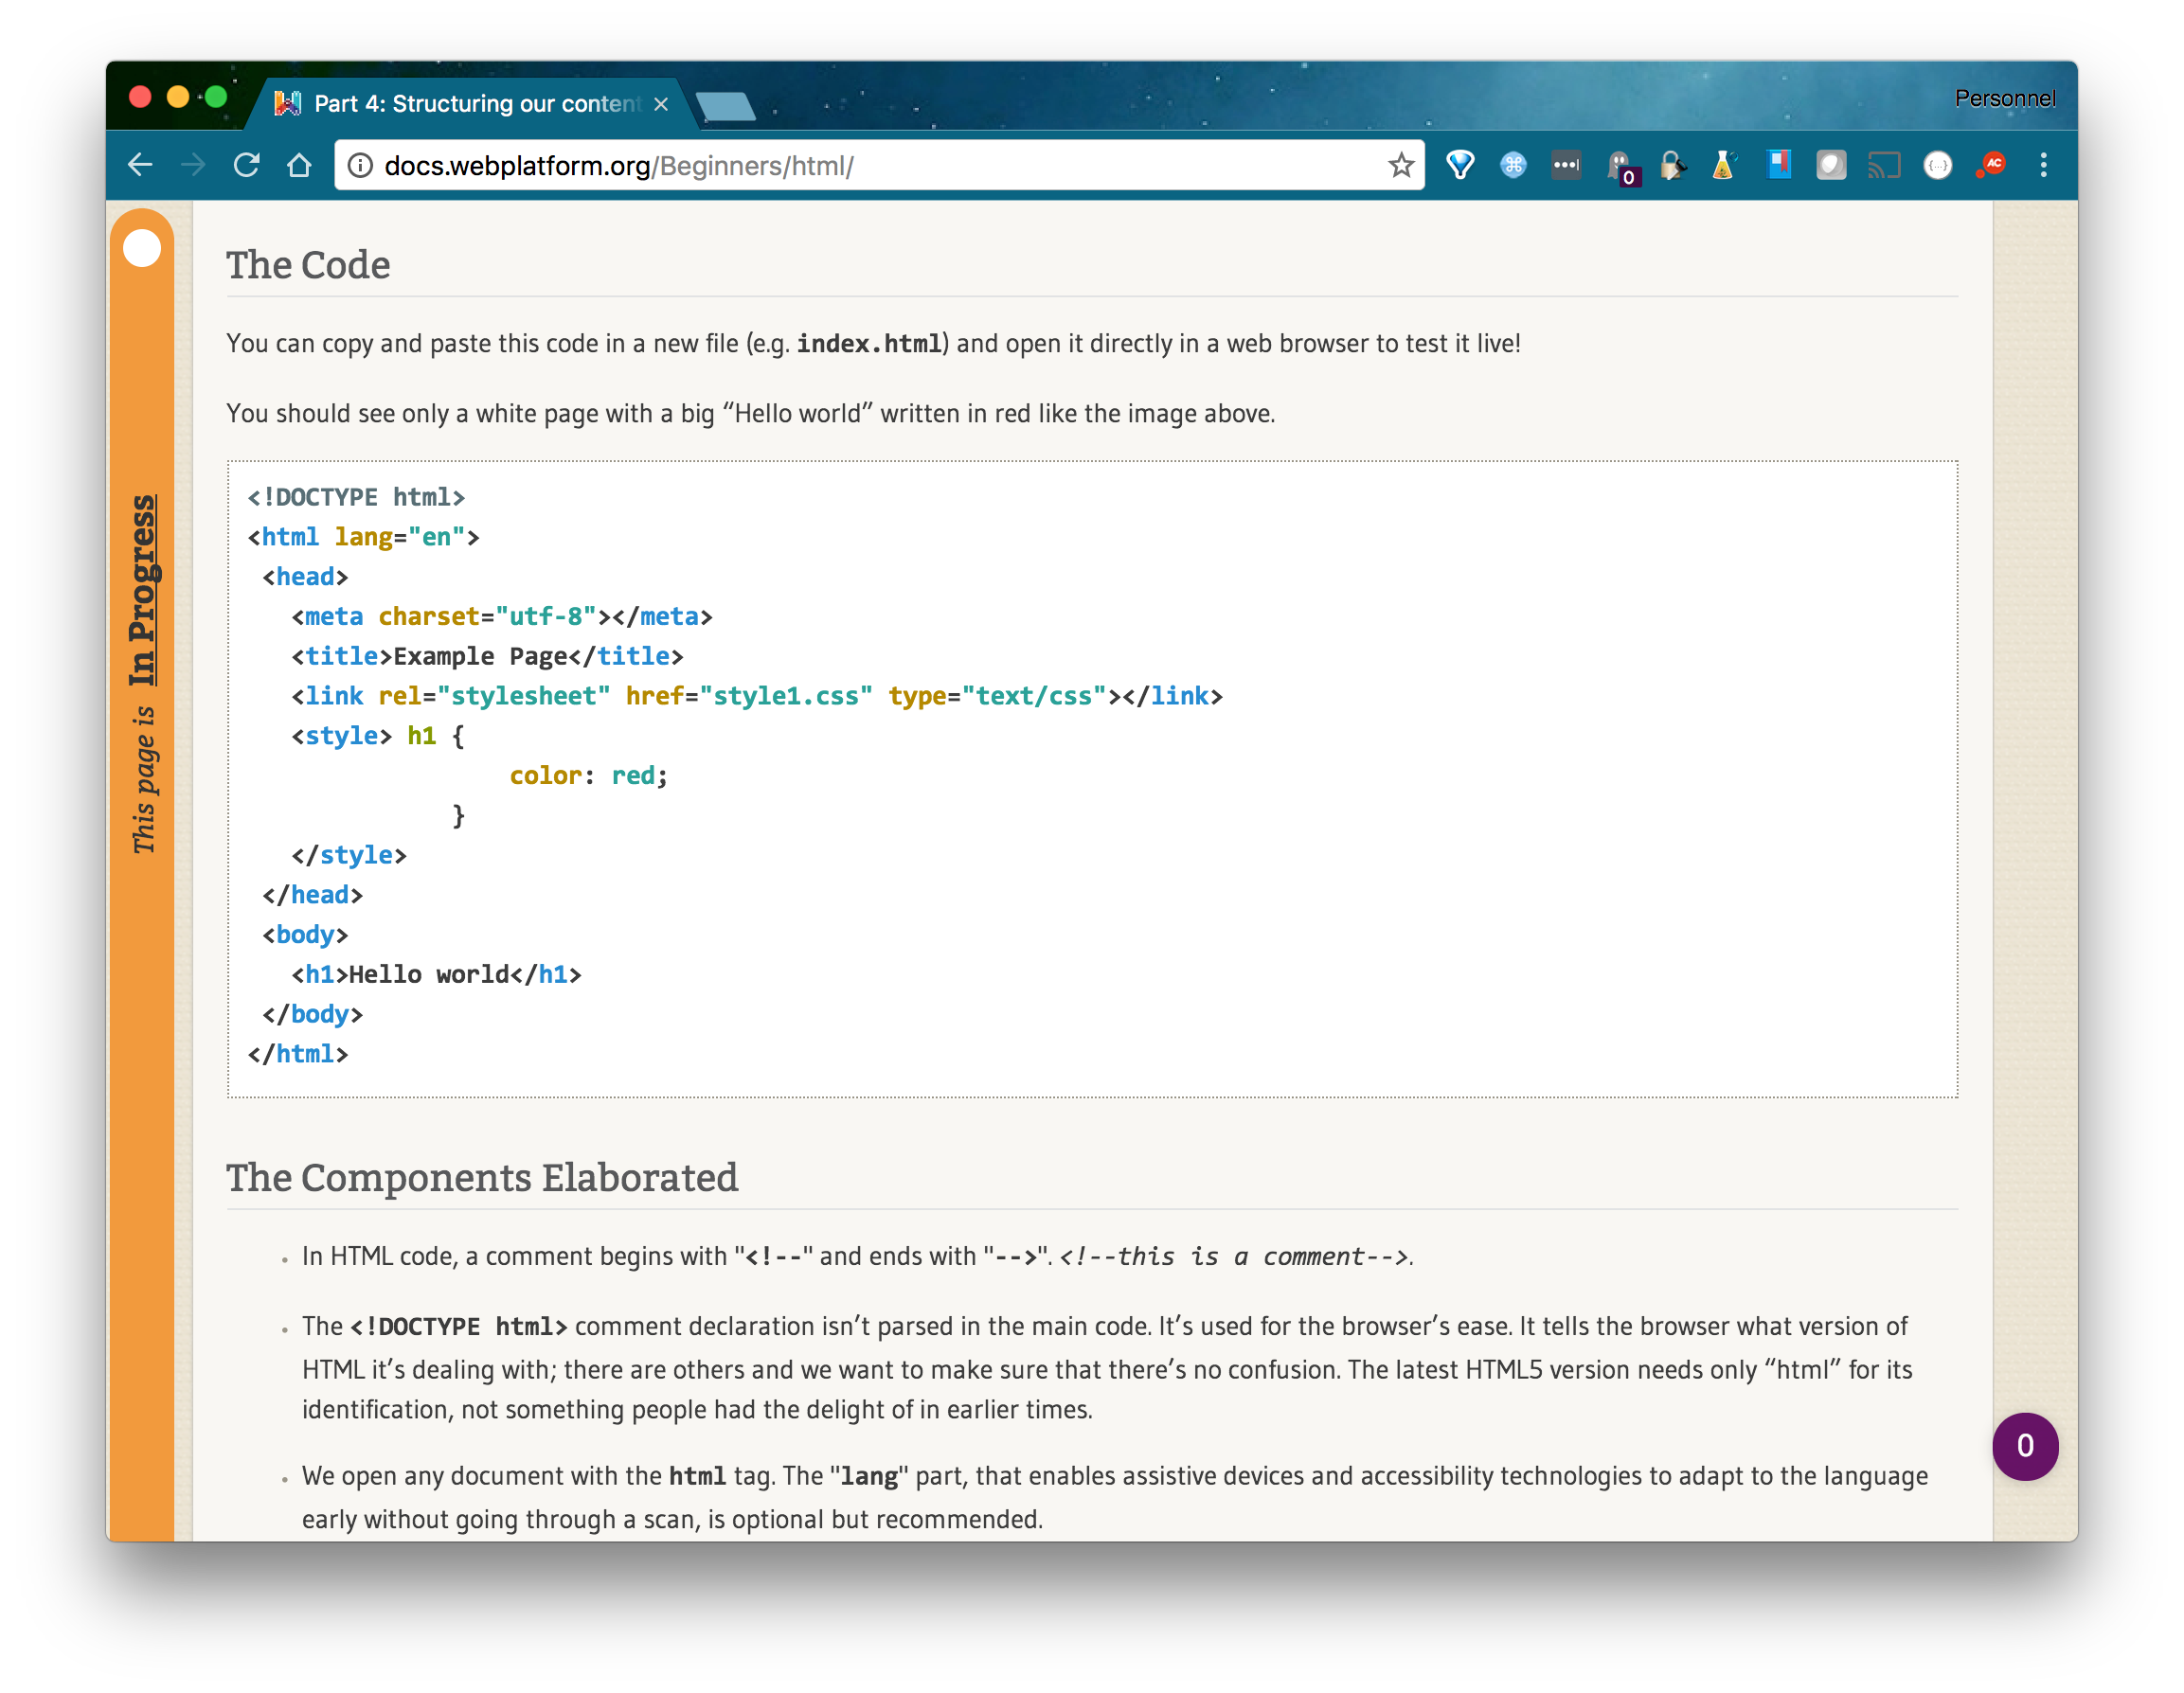 Part 4: Structuring our content
Personnel
docs.webplatform.org/Beginners/html/
0
AC
This page is In Progress
The Code
You can copy and paste this code in a new file (e.g. index.html) and open it directly in a web browser to test it live!
You should see only a white page with a big “Hello world” written in red like the image above.
<!DOCTYPE html>
<html lang="en">
 <head>
   <meta charset="utf-8"></meta>
   <title>Example Page</title>
   <link rel="stylesheet" href="style1.css" type="text/css"></link>
   <style> h1 {
                  color: red;
              }
   </style>
 </head>
 <body>
   <h1>Hello world</h1>
 </body>
</html>
The Components Elaborated
• In HTML code, a comment begins with "<!--" and ends with "-->". <!--this is a comment-->.
• The <!DOCTYPE html> comment declaration isn’t parsed in the main code. It’s used for the browser’s ease. It tells the browser what version of
HTML it’s dealing with; there are others and we want to make sure that there’s no confusion. The latest HTML5 version needs only “html” for its
identification, not something people had the delight of in earlier times.
• We open any document with the html tag. The "lang" part, that enables assistive devices and accessibility technologies to adapt to the language
early without going through a scan, is optional but recommended.
0